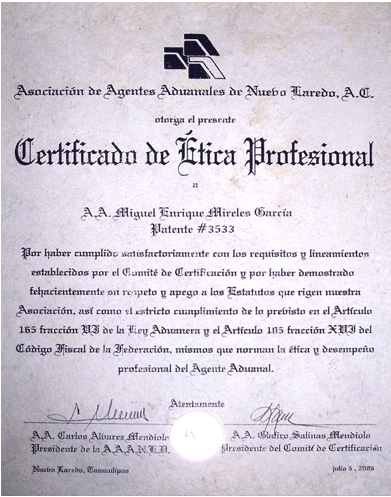 Asociación de Agentes Aduanales de Nuevo Laredo, A.C.
otorga el presente
Certificado de Ética Profesional
a
A.A. Miguel Enrique Mireles García
Patente #3533
Por haber cumplido satisfactoriamente con los requisitos y lineamientos
establecidos por el Comité de Certificación y por haber demostrado
fehacientemente su respeto y apego a los Estatutos que rigen nuestra
Asociación, así como el estricto cumplimiento de lo previsto en el Artículo
165 fracción VI de la Ley Aduanera y el Artículo 105 fracción XVI del
Código Fiscal de la Federación, mismos que norman la ética y desempeño
profesional del Agente Aduanal.
Atentamente
A.A. Carlos Alvarez Mendiola
Presidente de la A.A.A.N.L.D.
A.A. Glafiro Salinas Mendiola
Presidente del Comité de Certificación
Nuevo Laredo, Tamaulipas
julio 5, 2006